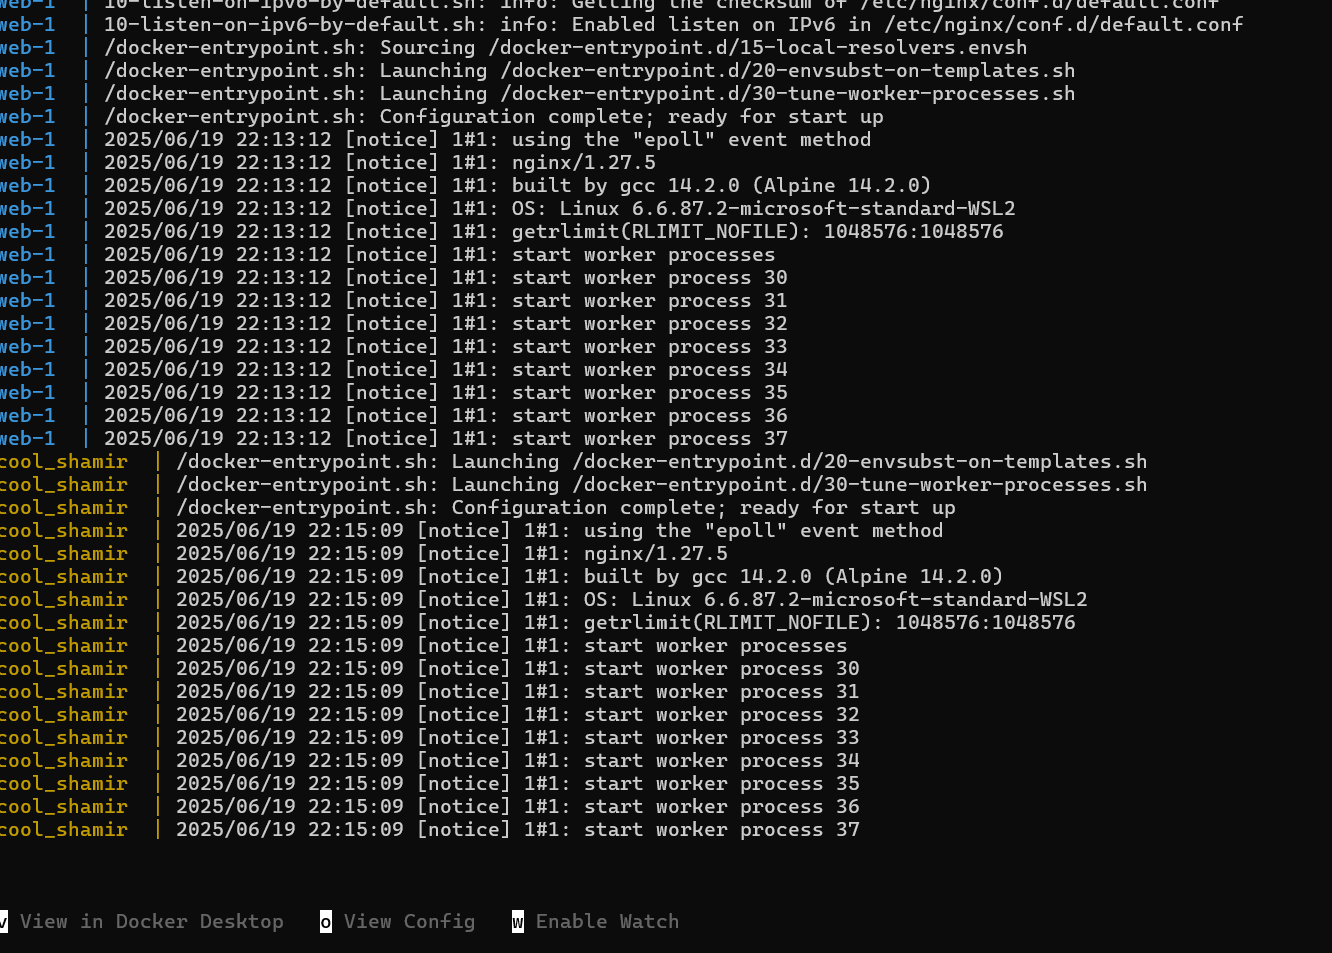 web-1  | 10-listen-on-ipv6-by-default.sh: info: Getting the checksum of /etc/nginx/conf.d/default.conf
web-1  | 10-listen-on-ipv6-by-default.sh: info: Enabled listen on IPv6 in /etc/nginx/conf.d/default.conf
web-1  | /docker-entrypoint.sh: Sourcing /docker-entrypoint.d/15-local-resolvers.envsh
web-1  | /docker-entrypoint.sh: Launching /docker-entrypoint.d/20-envsubst-on-templates.sh
web-1  | /docker-entrypoint.sh: Launching /docker-entrypoint.d/30-tune-worker-processes.sh
web-1  | /docker-entrypoint.sh: Configuration complete; ready for start up
web-1  | 2025/06/19 22:13:12 [notice] 1#1: using the "epoll" event method
web-1  | 2025/06/19 22:13:12 [notice] 1#1: nginx/1.27.5
web-1  | 2025/06/19 22:13:12 [notice] 1#1: built by gcc 14.2.0 (Alpine 14.2.0)
web-1  | 2025/06/19 22:13:12 [notice] 1#1: OS: Linux 6.6.87.2-microsoft-standard-WSL2
web-1  | 2025/06/19 22:13:12 [notice] 1#1: getrlimit(RLIMIT_NOFILE): 1048576:1048576
web-1  | 2025/06/19 22:13:12 [notice] 1#1: start worker processes
web-1  | 2025/06/19 22:13:12 [notice] 1#1: start worker process 30
web-1  | 2025/06/19 22:13:12 [notice] 1#1: start worker process 31
web-1  | 2025/06/19 22:13:12 [notice] 1#1: start worker process 32
web-1  | 2025/06/19 22:13:12 [notice] 1#1: start worker process 33
web-1  | 2025/06/19 22:13:12 [notice] 1#1: start worker process 34
web-1  | 2025/06/19 22:13:12 [notice] 1#1: start worker process 35
web-1  | 2025/06/19 22:13:12 [notice] 1#1: start worker process 36
web-1  | 2025/06/19 22:13:12 [notice] 1#1: start worker process 37
cool_shamir  | /docker-entrypoint.sh: Launching /docker-entrypoint.d/20-envsubst-on-templates.sh
cool_shamir  | /docker-entrypoint.sh: Launching /docker-entrypoint.d/30-tune-worker-processes.sh
cool_shamir  | /docker-entrypoint.sh: Configuration complete; ready for start up
cool_shamir  | 2025/06/19 22:15:09 [notice] 1#1: using the "epoll" event method
cool_shamir  | 2025/06/19 22:15:09 [notice] 1#1: nginx/1.27.5
cool_shamir  | 2025/06/19 22:15:09 [notice] 1#1: built by gcc 14.2.0 (Alpine 14.2.0)
cool_shamir  | 2025/06/19 22:15:09 [notice] 1#1: OS: Linux 6.6.87.2-microsoft-standard-WSL2
cool_shamir  | 2025/06/19 22:15:09 [notice] 1#1: getrlimit(RLIMIT_NOFILE): 1048576:1048576
cool_shamir  | 2025/06/19 22:15:09 [notice] 1#1: start worker processes
cool_shamir  | 2025/06/19 22:15:09 [notice] 1#1: start worker process 30
cool_shamir  | 2025/06/19 22:15:09 [notice] 1#1: start worker process 31
cool_shamir  | 2025/06/19 22:15:09 [notice] 1#1: start worker process 32
cool_shamir  | 2025/06/19 22:15:09 [notice] 1#1: start worker process 33
cool_shamir  | 2025/06/19 22:15:09 [notice] 1#1: start worker process 34
cool_shamir  | 2025/06/19 22:15:09 [notice] 1#1: start worker process 35
cool_shamir  | 2025/06/19 22:15:09 [notice] 1#1: start worker process 36
cool_shamir  | 2025/06/19 22:15:09 [notice] 1#1: start worker process 37
v View in Docker Desktop   o View Config   w Enable Watch